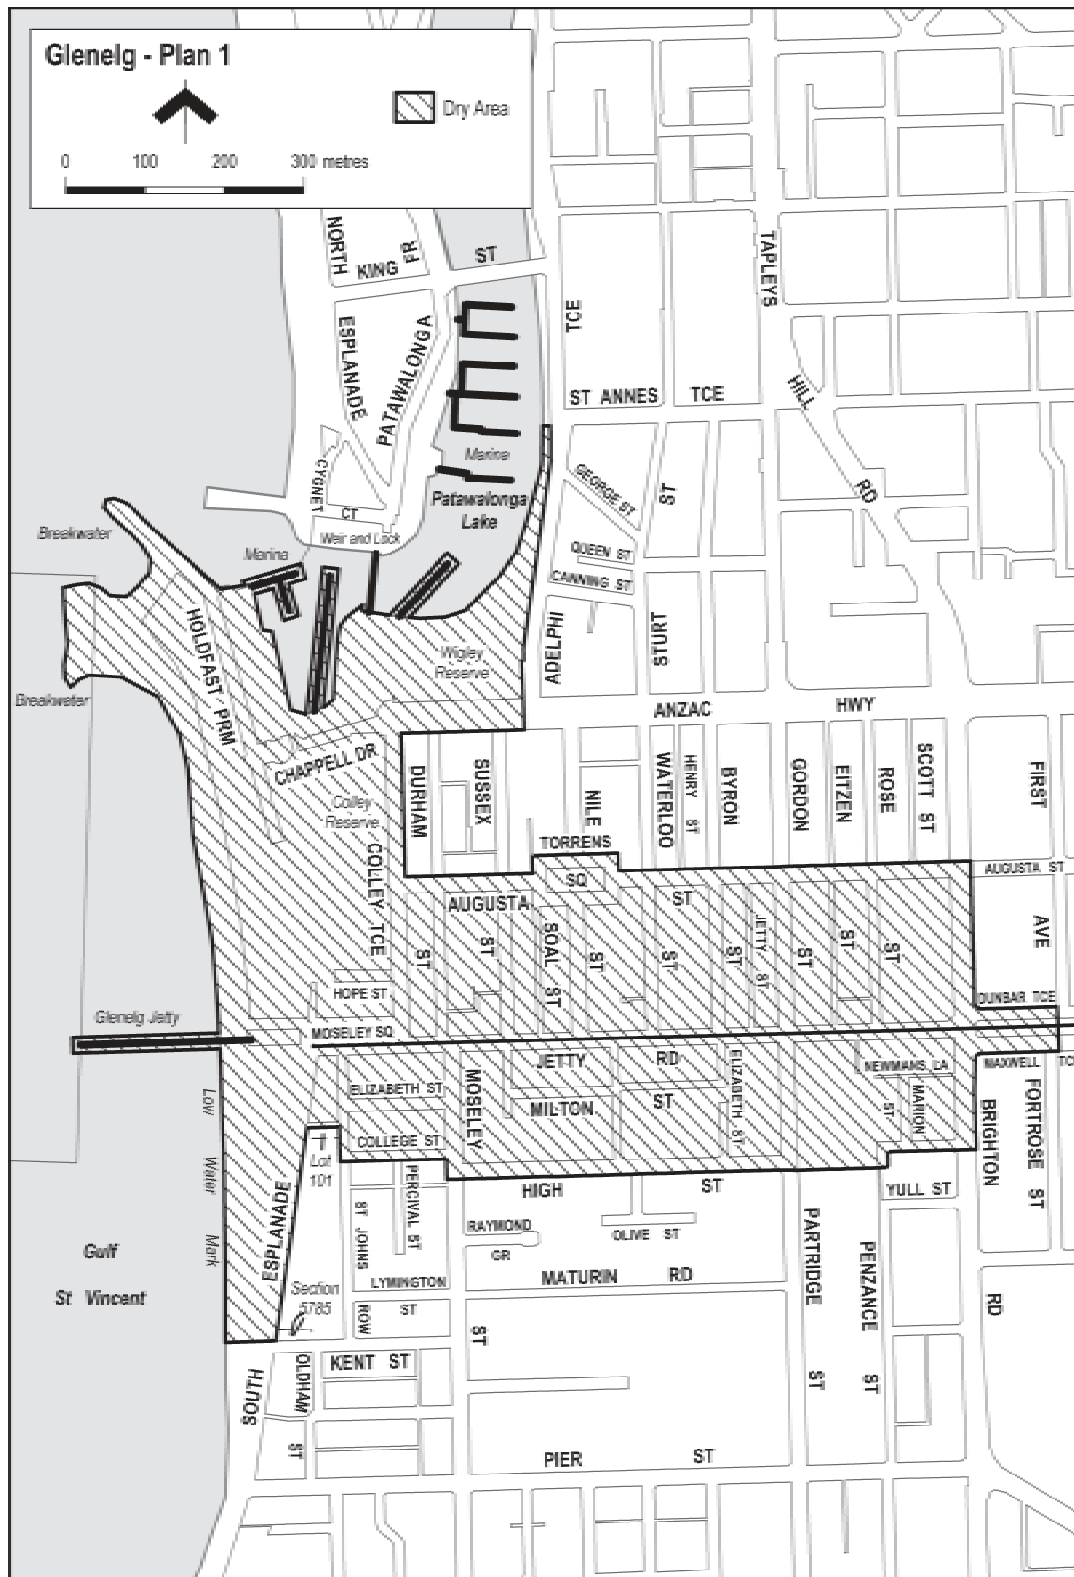 Glenelg - Plan 1
Dry Area
0 100 200 300 metres
NORTH
KING
FR
ST
TAPLEYS
TCE
ESPLANADE
PATAWALONGA
ST ANNES TCE
HILL
RD
Marina
CYGNET
CT
GEORGE ST
ST
Patawalonga
Lake
Breakwater
Weir and Lock
Marina
QUEEN ST
CANNING ST
HOLDFAST PRM
ADELPHI
STURT
Wigley
Reserve
Breakwater
ANZAC HWY
CHAPPELL DR
DURHAM
SUSSEX
NILE
WATERLOO
HENRY ST
BYRON
GORDON
EITZEN
ROSE
SCOTT ST
FIRST
Colley
Reserve
TORRENS
SQ
COLLEY TCE
AUGUSTA ST
AUGUSTA ST
AVE
ST
ST
SOAL ST
ST
ST
ST
JETTY ST
ST
ST
ST
HOPE ST
DUNBAR TCE
Glenelg Jetty
MOSELEY SQ
JETTY RD
ELIZABETH ST
MOSELEY
MILTON ST
ELIZABETH ST
NEWMANS LA
MAXWELL TCE
ST
MARION
BRIGHTON
FORTROSE ST
Low
Water
Mark
COLLEGE ST
Lot
101
PERCIVAL ST
HIGH ST
YULL ST
ESPLANADE
ST JOHNS
RAYMOND
GR
OLIVE ST
PARTRIDGE
PENZANCE
Gulf
St Vincent
LYMINGTON
ST
MATURIN RD
Section
5785
ROW
ST
RD
KENT ST
OLDHAM
ST
SOUTH
ST
ST
PIER ST